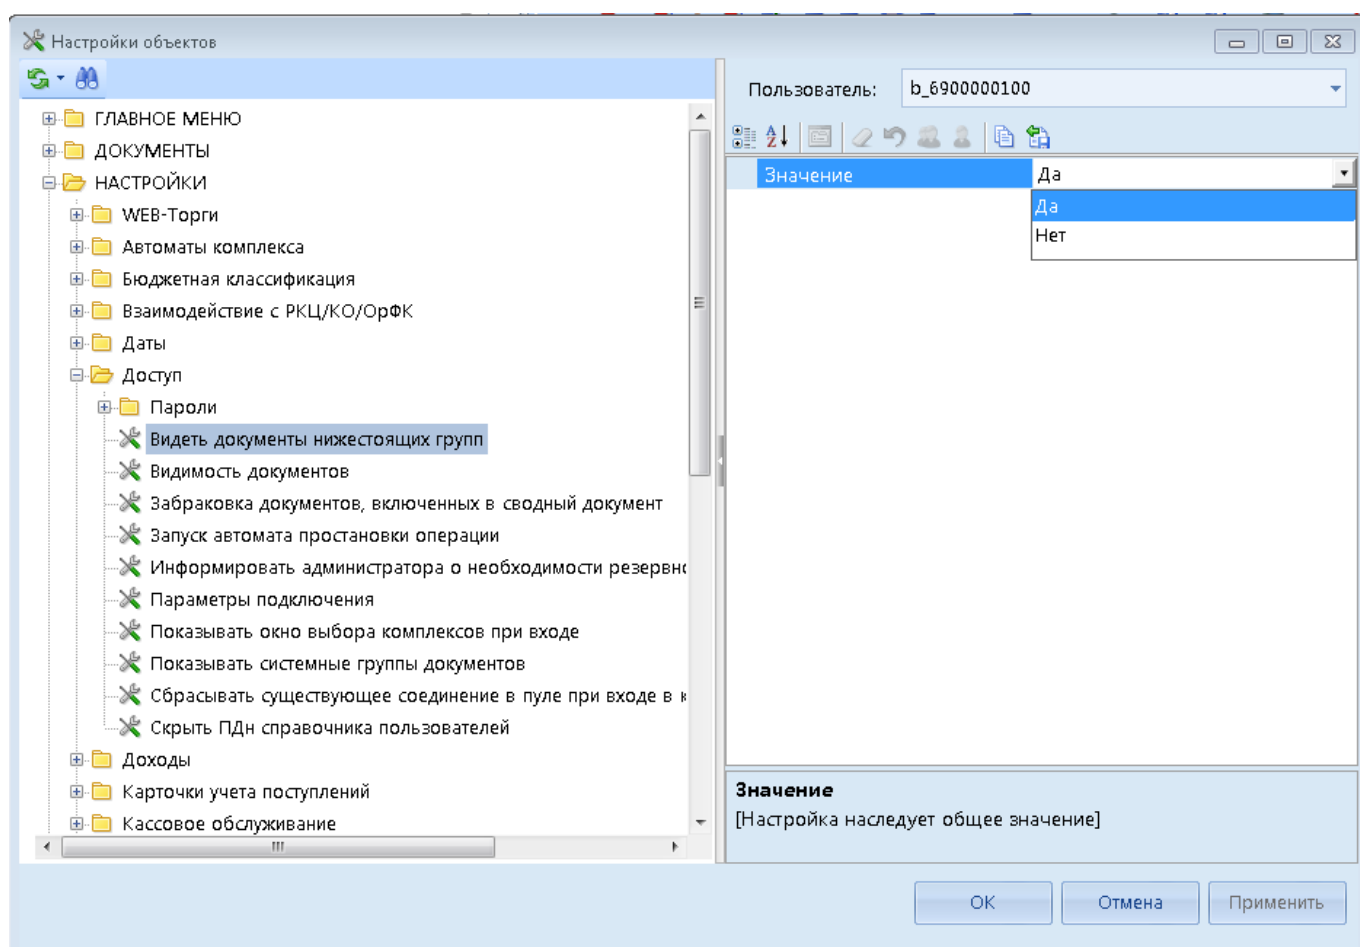 Настройки объектов
Пользователь: b_6900000100
ГЛАВНОЕ МЕНЮ
ДОКУМЕНТЫ
НАСТРОЙКИ
WEB-Торги
Автоматы комплекса
Бюджетная классификация
Взаимодействие с РКЦ/КО/ОрФК
Даты
Доступ
Пароли
Видеть документы нижестоящих групп
Видимость документов
Забраковка документов, включенных в сводный документ
Запуск автомата простановки операции
Информировать администратора о необходимости резервн
Параметры подключения
Показывать окно выбора комплексов при входе
Показывать системные группы документов
Сбрасывать существующее соединение в пуле при входе в к
Скрыть ПДн справочника пользователей
Доходы
Карточки учета поступлений
Кассовое обслуживание
Значение Да
Да
Нет
Значение
[Настройка наследует общее значение]
ОК Отмена Применить